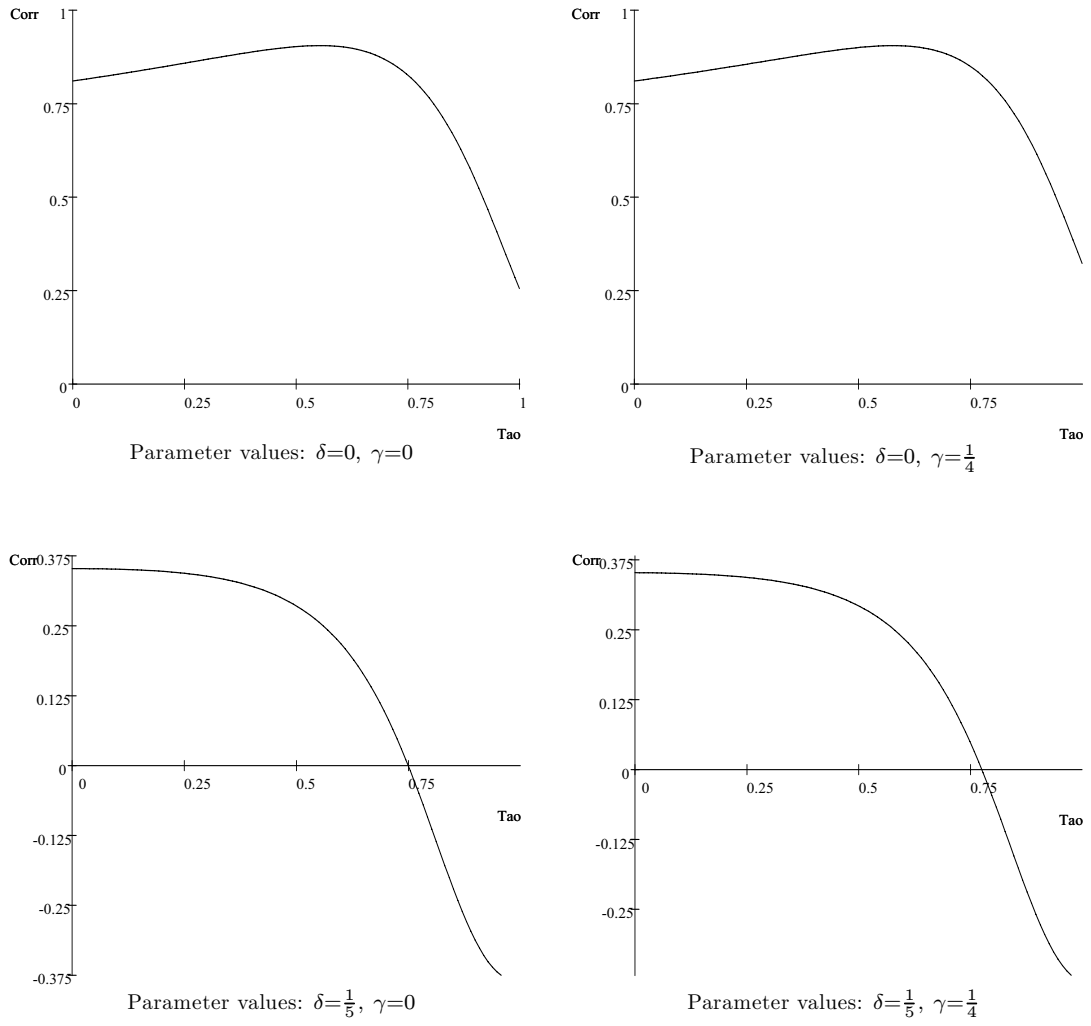 Corr 1
0.75
0.5
0.25
0
0 0.25 0.5 0.75 1
Tao
Parameter values: δ=0, γ=0
Corr 1
0.75
0.5
0.25
0
0 0.25 0.5 0.75
Tao
Parameter values: δ=0, γ=1/4
Corr 0.375
0.25
0.125
0
0 0.25 0.5 0.75
Tao
-0.125
-0.25
-0.375
Parameter values: δ=1/5, γ=0
Corr 0.375
0.25
0.125
0
0 0.25 0.5 0.75
Tao
-0.125
-0.25
Parameter values: δ=1/5, γ=1/4